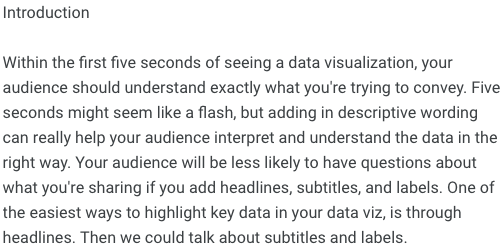 Introduction
Within the first five seconds of seeing a data visualization, your
audience should understand exactly what you're trying to convey. Five
seconds might seem like a flash, but adding in descriptive wording
can really help your audience interpret and understand the data in the
right way. Your audience will be less likely to have questions about
what you're sharing if you add headlines, subtitles, and labels. One of
the easiest ways to highlight key data in your data viz, is through
headlines. Then we could talk about subtitles and labels.